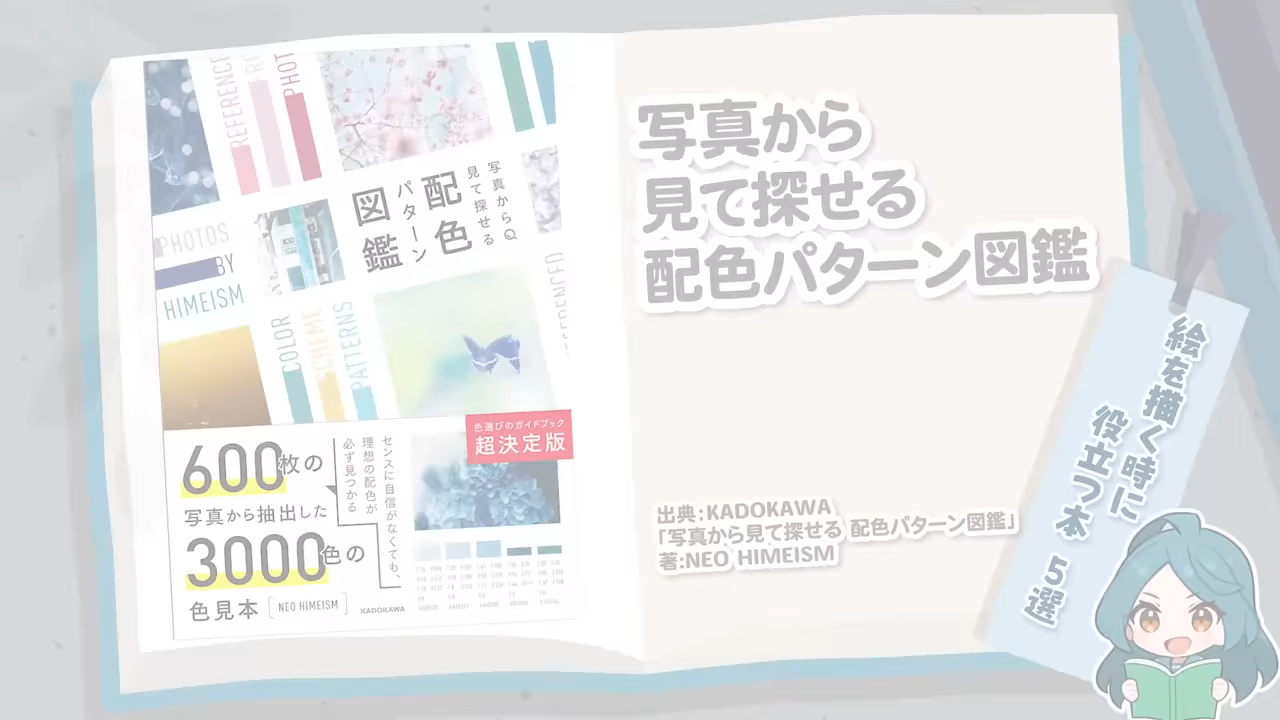 REFERENCE
PHOT
写真から
見て探せる
配色
パターン
図鑑
PHOTOS
BY
HIMEISM
COLOR
SCHEME
PATTERNS
REFERENCED
色選びのガイドブック
超決定版
センスに自信がなくても、
理想の配色が
必ず見つかる
600枚の
写真から抽出した
3000色の
色見本
NEO HIMEISM
KADOKAWA
写真から
見て探せる
配色パターン図鑑
出典:KADOKAWA
「写真から見て探せる 配色パターン図鑑」
著:NEO HIMEISM
絵を描く時に
役立つ本 5選